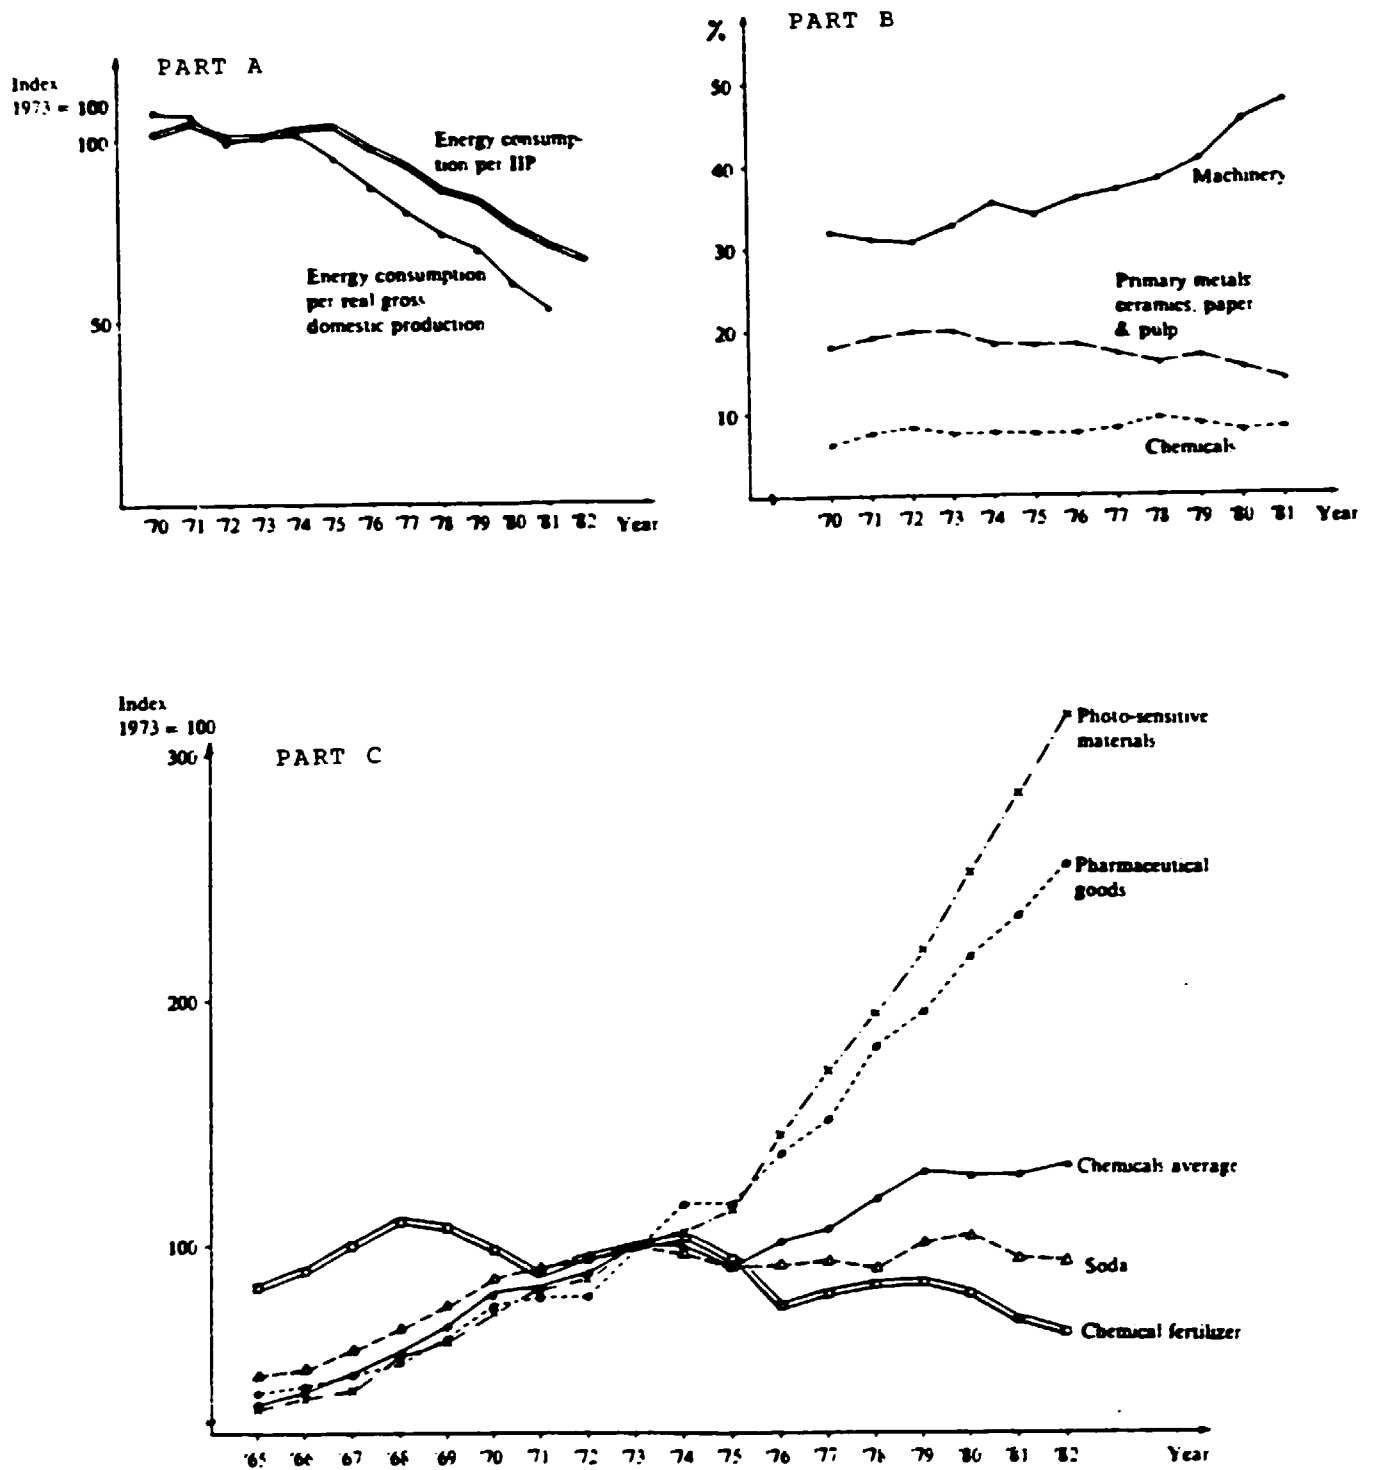 PART A
Index
1973 = 100
100
50
Energy consump-
tion per IIP
Energy consumption
per real gross
domestic production
'70 '71 '72 '73 '74 '75 '76 '77 '78 '79 '80 '81 '82 Year
PART B
%
50
40
30
20
10
Machinery
Primary metals
ceramics, paper
& pulp
Chemicals
'70 '71 '72 '73 '74 '75 '76 '77 '78 '79 '80 '81 Year
Index
1973 = 100
PART C
300
200
100
Photo-sensitive
materials
Pharmaceutical
goods
Chemicals average
Soda
Chemical fertilizer
'65 '66 '67 '68 '69 '70 '71 '72 '73 '74 '75 '76 '77 '78 '79 '80 '81 '82 Year